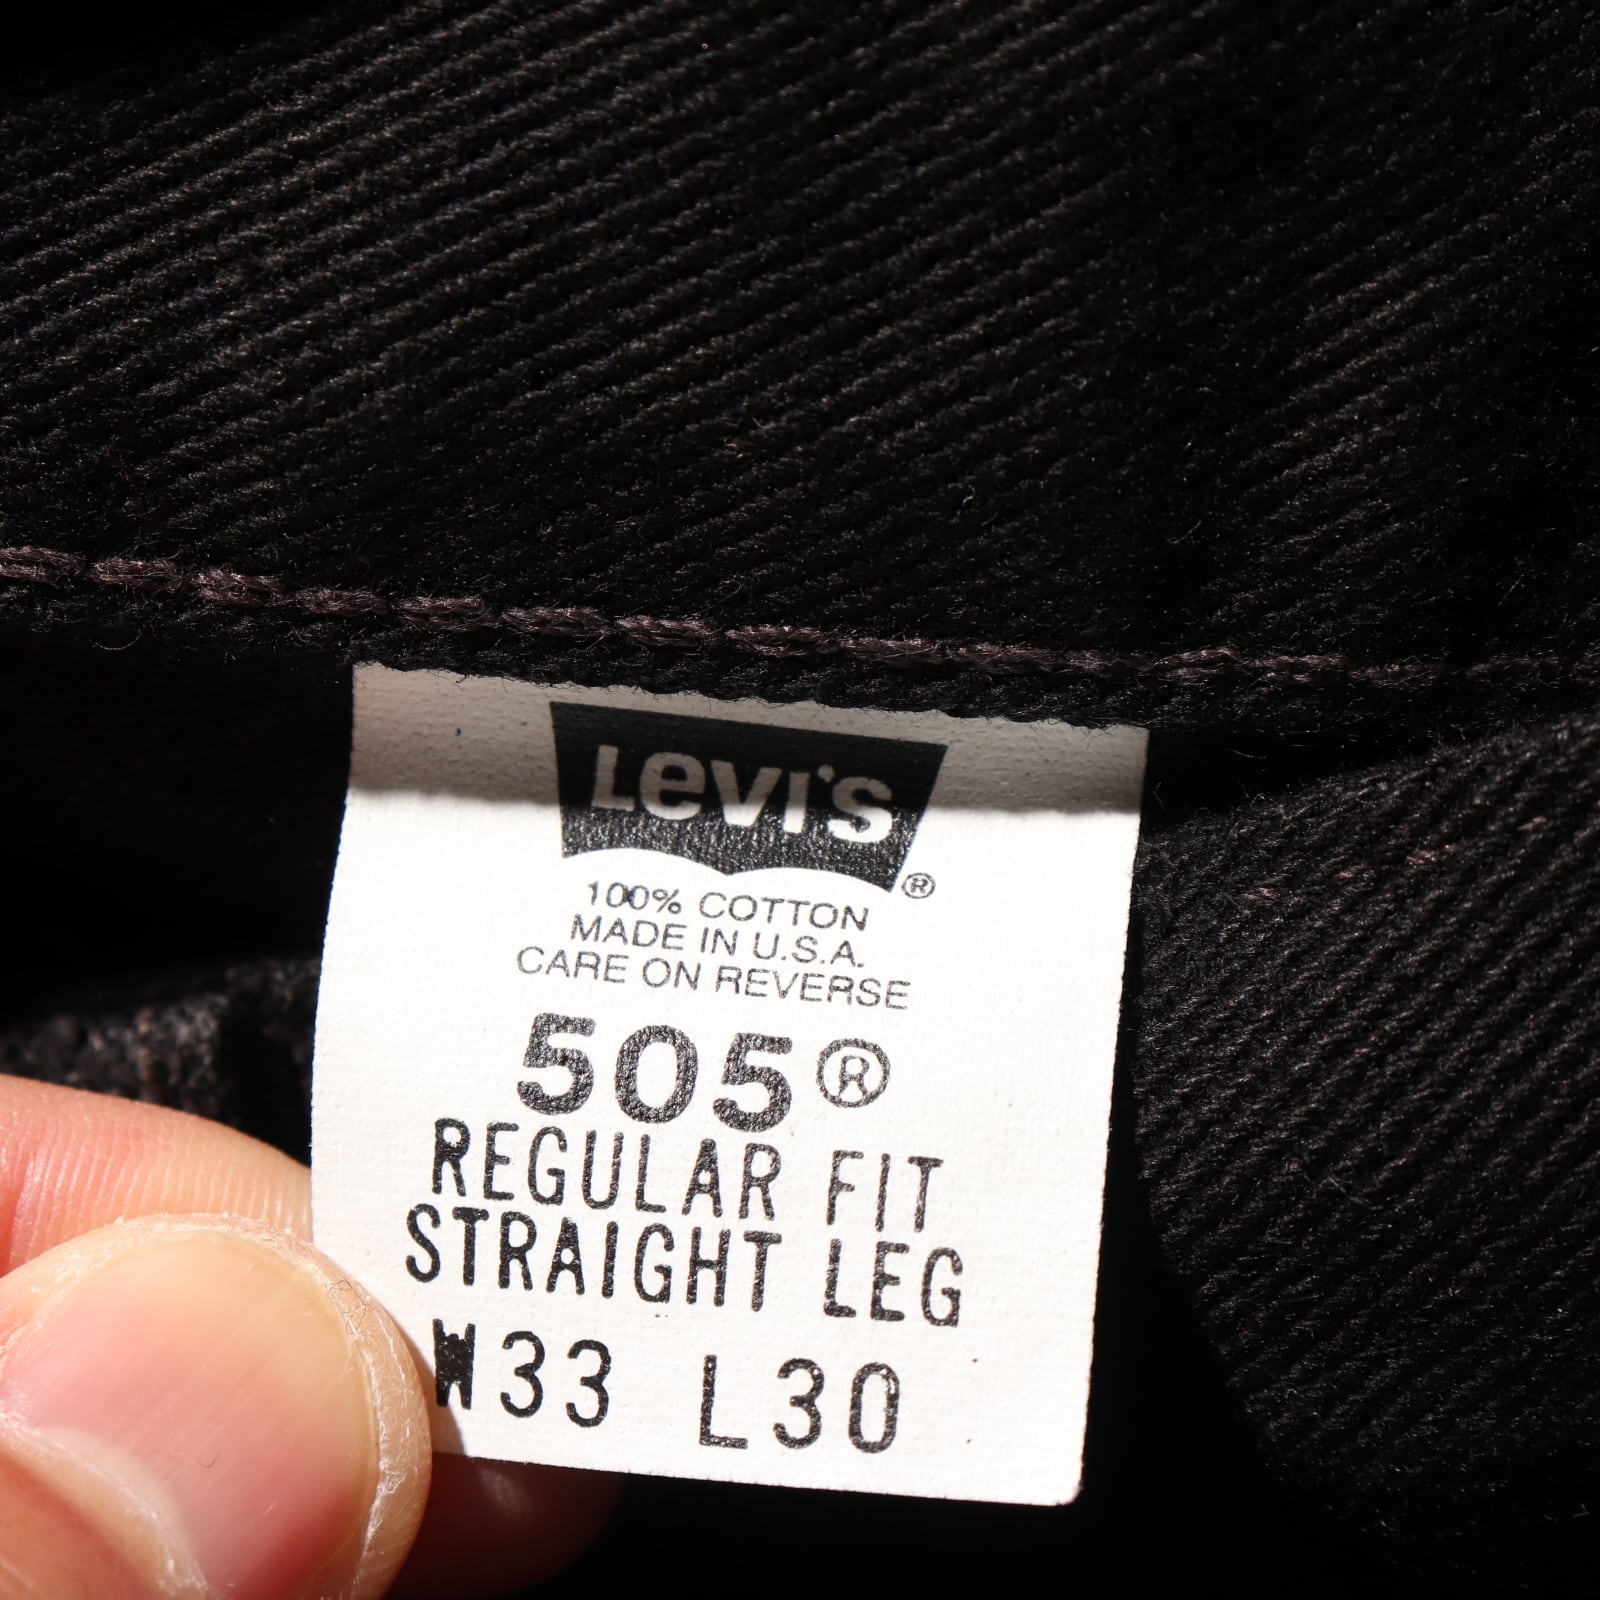 Levi's
®
100% COTTON
MADE IN U.S.A.
CARE ON REVERSE
505®
REGULAR FIT
STRAIGHT LEG
W33 L30